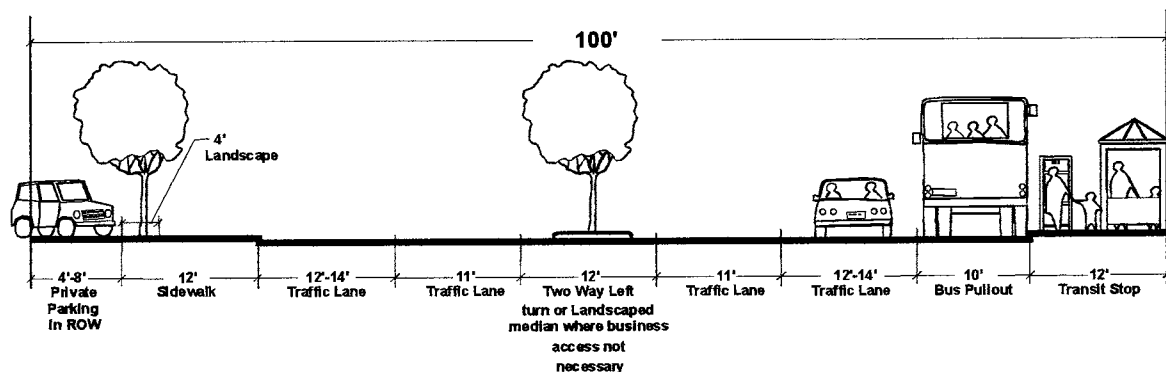 100'
4'
Landscape
4'-8'
Private
Parking
In ROW
12'
Sidewalk
12'-14'
Traffic Lane
11'
Traffic Lane
12'
Two Way Left
turn or Landscaped
median where business
access not
necessary
11'
Traffic Lane
12'-14'
Traffic Lane
10'
Bus Pullout
12'
Transit Stop